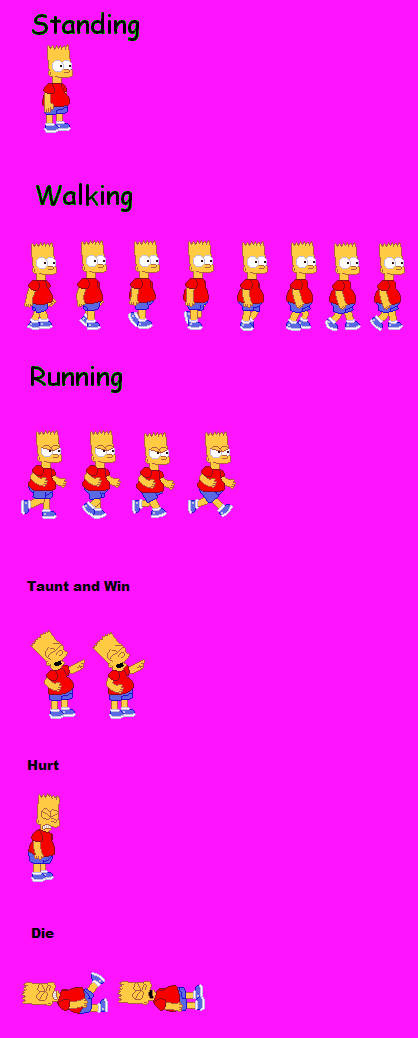 Standing
Walking
Running
Taunt and Win
Hurt
Die